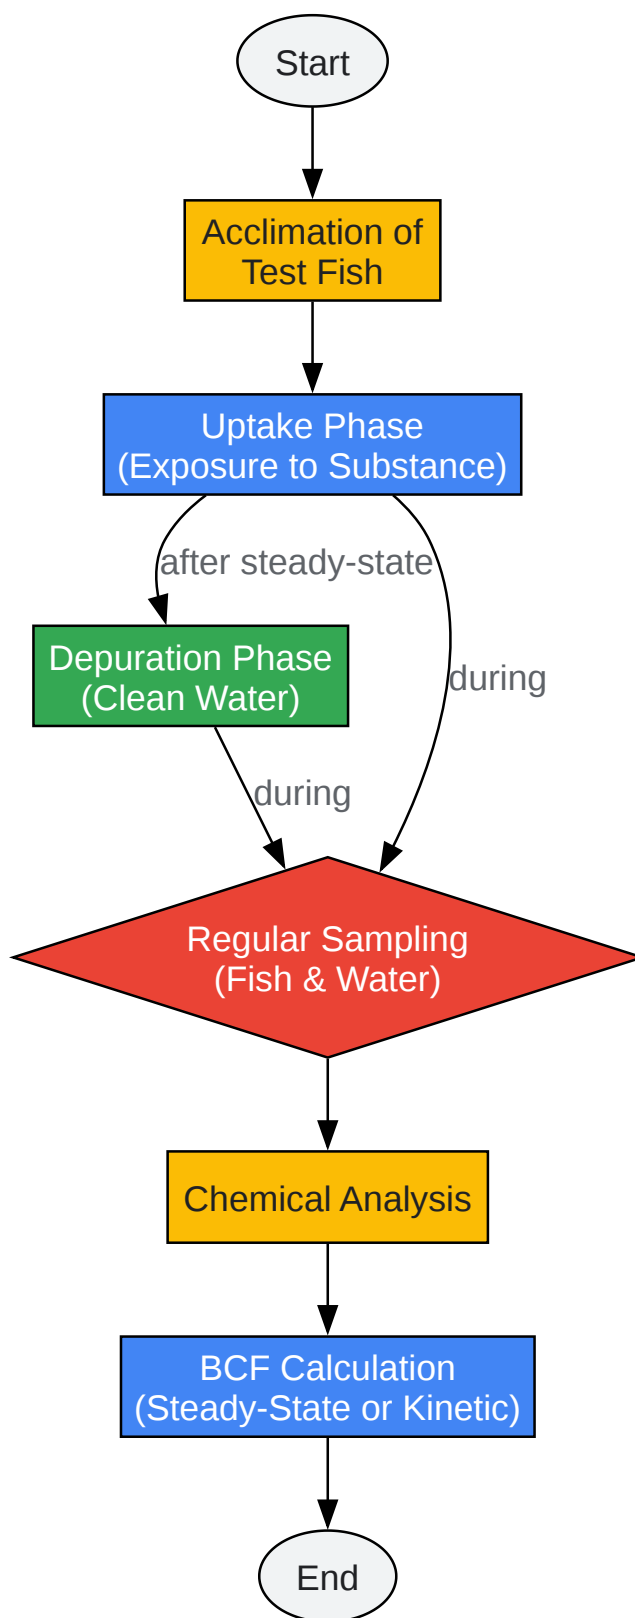 Start
Acclimation of
Test Fish
Uptake Phase
(Exposure to Substance)
after steady-state
Depuration Phase
(Clean Water)
during
during
Regular Sampling
(Fish & Water)
Chemical Analysis
BCF Calculation
(Steady-State or Kinetic)
End